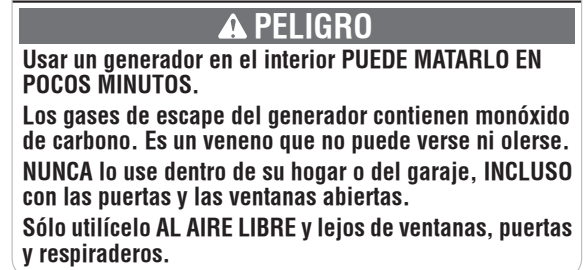 PELIGRO
Usar un generador en el interior PUEDE MATARLO EN
POCOS MINUTOS.
Los gases de escape del generador contienen monóxido
de carbono. Es un veneno que no puede verse ni olerse.
NUNCA lo use dentro de su hogar o del garaje, INCLUSO
con las puertas y las ventanas abiertas.
Sólo utilícelo AL AIRE LIBRE y lejos de ventanas, puertas
y respiraderos.